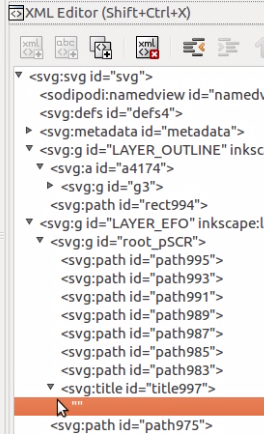 XML Editor (Shift+Ctrl+X)
<svg:svg id="svg">
<sodipodi:namedview id="namedv
<svg:defs id="defs4">
<svg:metadata id="metadata">
<svg:g id="LAYER_OUTLINE" inksc
<svg:a id="a4174">
<svg:g id="g3">
<svg:path id="rect994">
<svg:g id="LAYER_EFO" inkscape:l
<svg:g id="root_pSCR">
<svg:path id="path995">
<svg:path id="path993">
<svg:path id="path991">
<svg:path id="path989">
<svg:path id="path987">
<svg:path id="path985">
<svg:path id="path983">
<svg:title id="title997">
""
<svg:path id="path975">